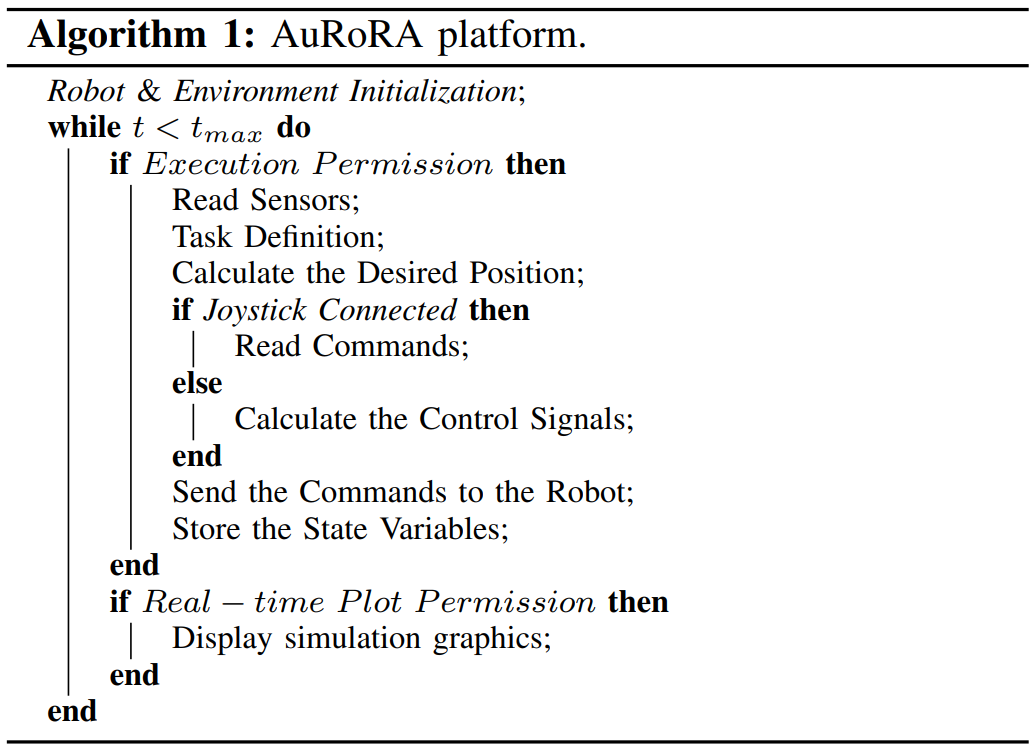 Algorithm 1: AuRoRA platform.
Robot & Environment Initialization;
while t < t_max do
if Execution Permission then
Read Sensors;
Task Definition;
Calculate the Desired Position;
if Joystick Connected then
Read Commands;
else
Calculate the Control Signals;
end
Send the Commands to the Robot;
Store the State Variables;
end
if Real − time Plot Permission then
Display simulation graphics;
end
end